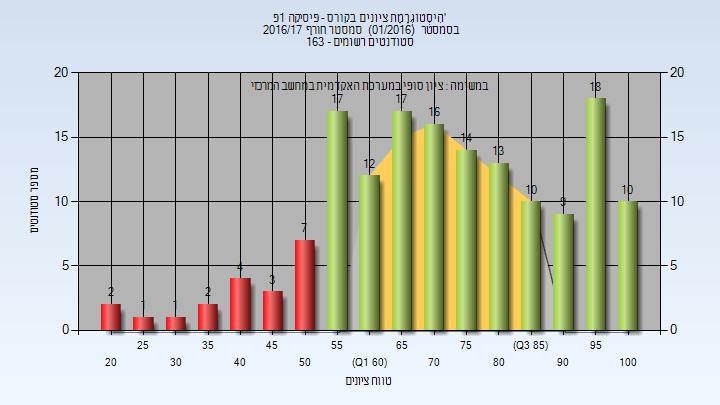 'היסטוגרמת ציונים בקורס - פיסיקה 1פ
בסמסטר (01/2016) סמסטר חורף 2016/17
סטודנטים רשומים - 163
במשימה : ציון סופי במערכת האקדמית במחשב המרכזי
מספר סטודנטים
20 20
15 15
10 10
5 5
0 0
2 1 1 2 4 3 7 17 12 17 16 14 13 10 9 18 10
25 35 45 55 65 75 (Q3 85) 95
20 30 40 50 (Q1 60) 70 80 90 100
טווח ציונים